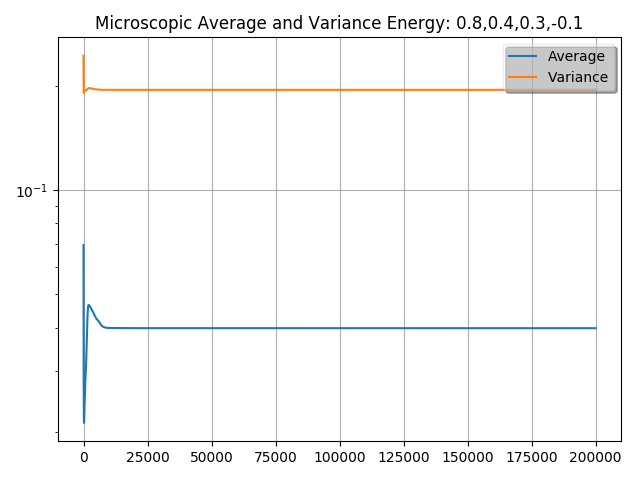 Microscopic Average and Variance Energy: 0.8,0.4,0.3,-0.1
Average
Variance
10⁻¹
0 25000 50000 75000 100000 125000 150000 175000 200000